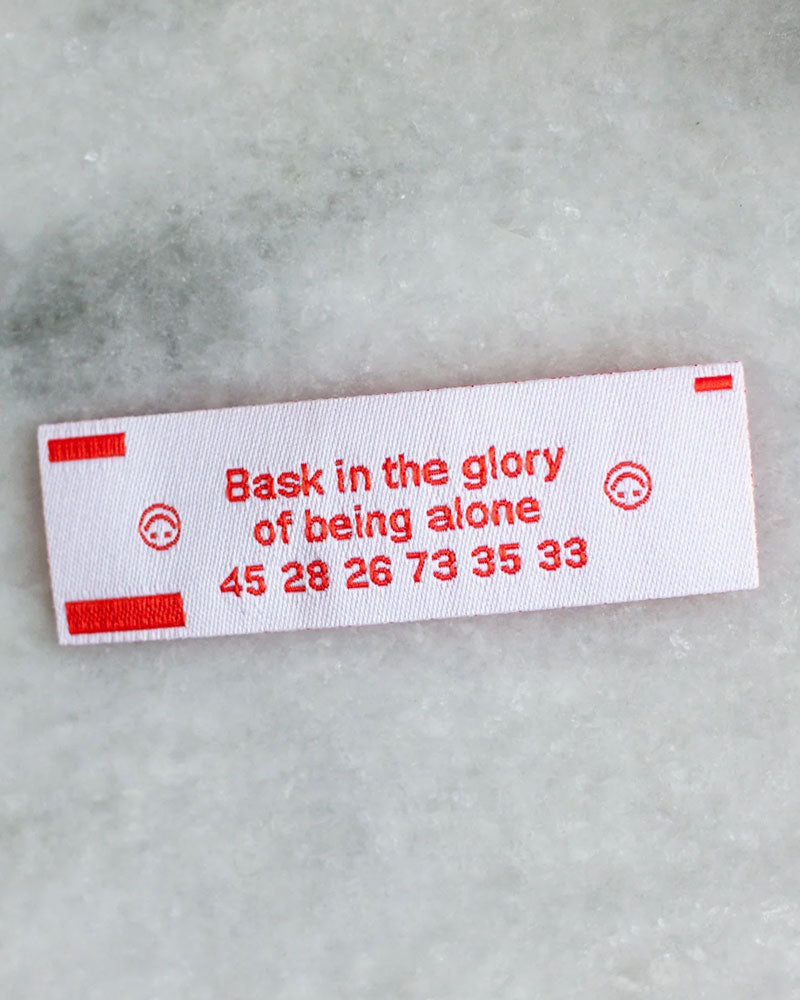 Bask in the glory
of being alone
45 28 26 73 35 33